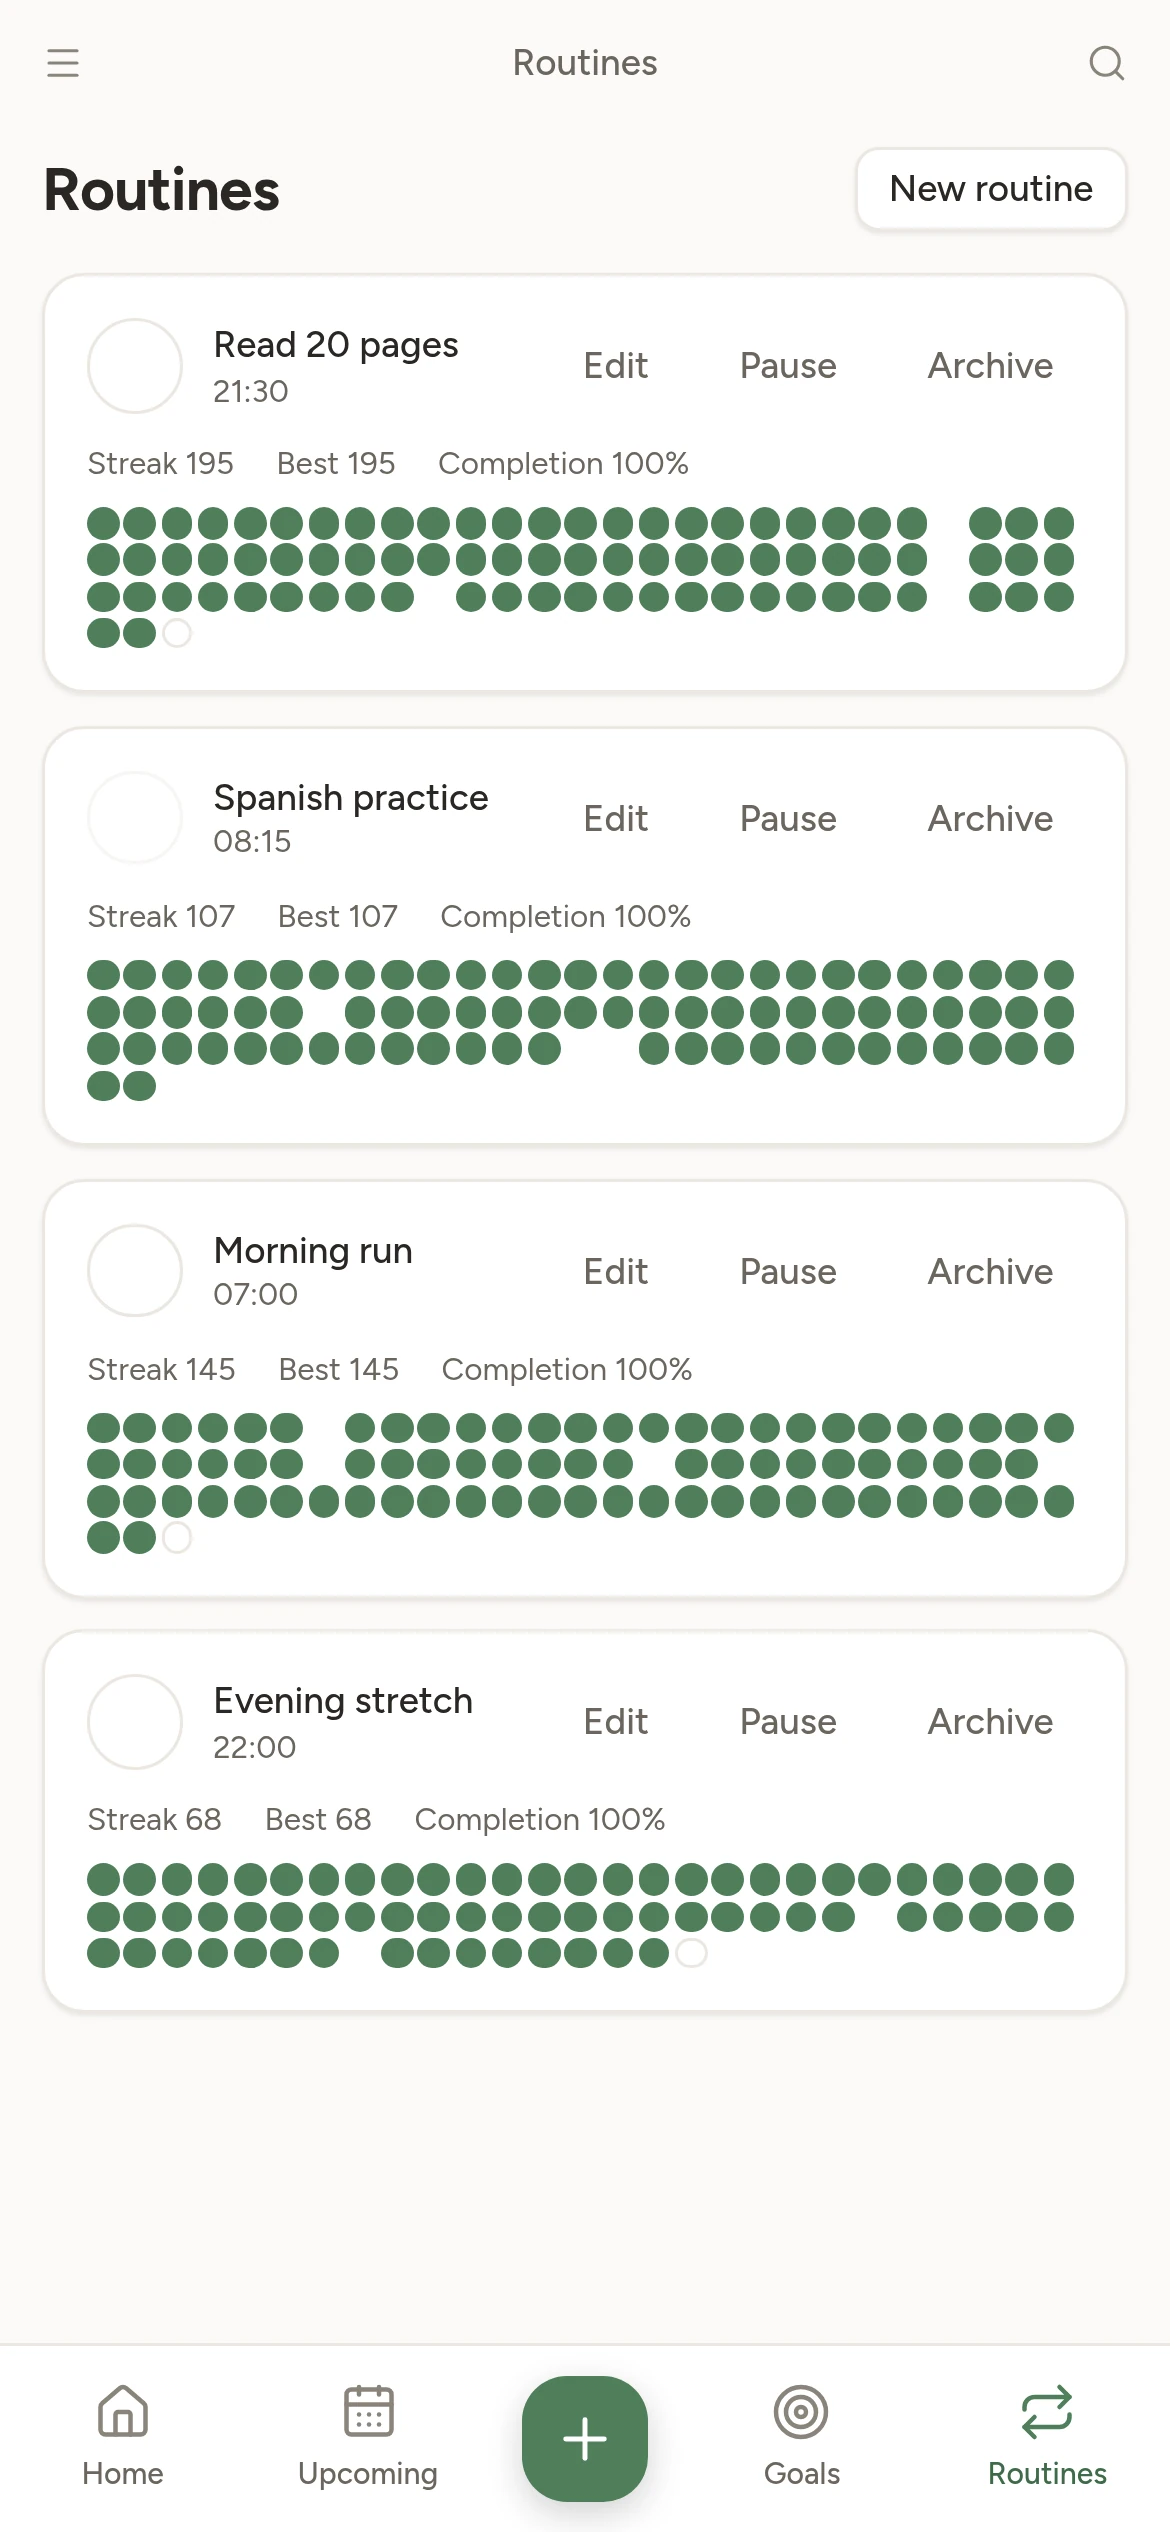 Routines
Routines
New routine
Read 20 pages
21:30
Edit Pause Archive
Streak 195 Best 195 Completion 100%
Spanish practice
08:15
Edit Pause Archive
Streak 107 Best 107 Completion 100%
Morning run
07:00
Edit Pause Archive
Streak 145 Best 145 Completion 100%
Evening stretch
22:00
Edit Pause Archive
Streak 68 Best 68 Completion 100%
Home Upcoming Goals Routines